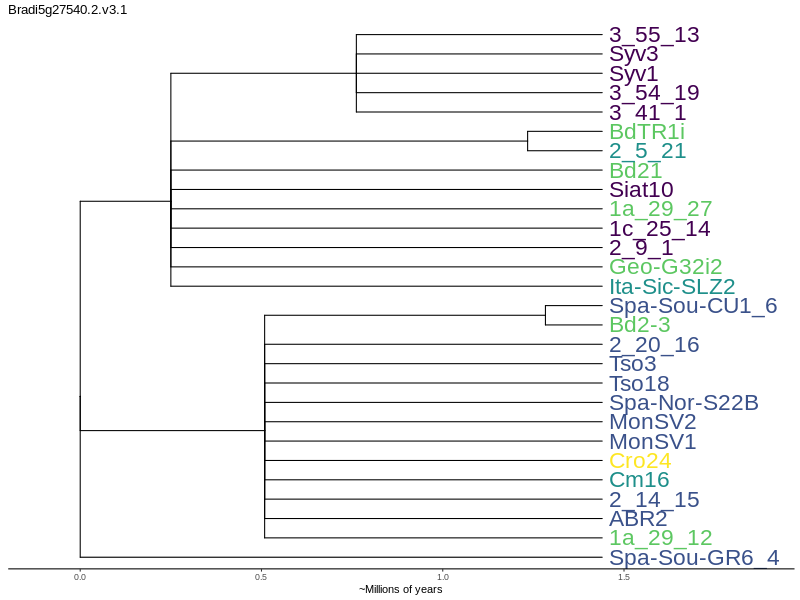 Bradi5g27540.2.v3.1
3_55_13
Syv3
Syv1
3_54_19
3_41_1
BdTR1i
2_5_21
Bd21
Siat10
1a_29_27
1c_25_14
2_9_1
Geo-G32i2
Ita-Sic-SLZ2
Spa-Sou-CU1_6
Bd2-3
2_20_16
Tso3
Tso18
Spa-Nor-S22B
MonSV2
MonSV1
Cro24
Cm16
2_14_15
ABR2
1a_29_12
Spa-Sou-GR6_4
0.0 0.5 1.0 1.5
~Millions of years